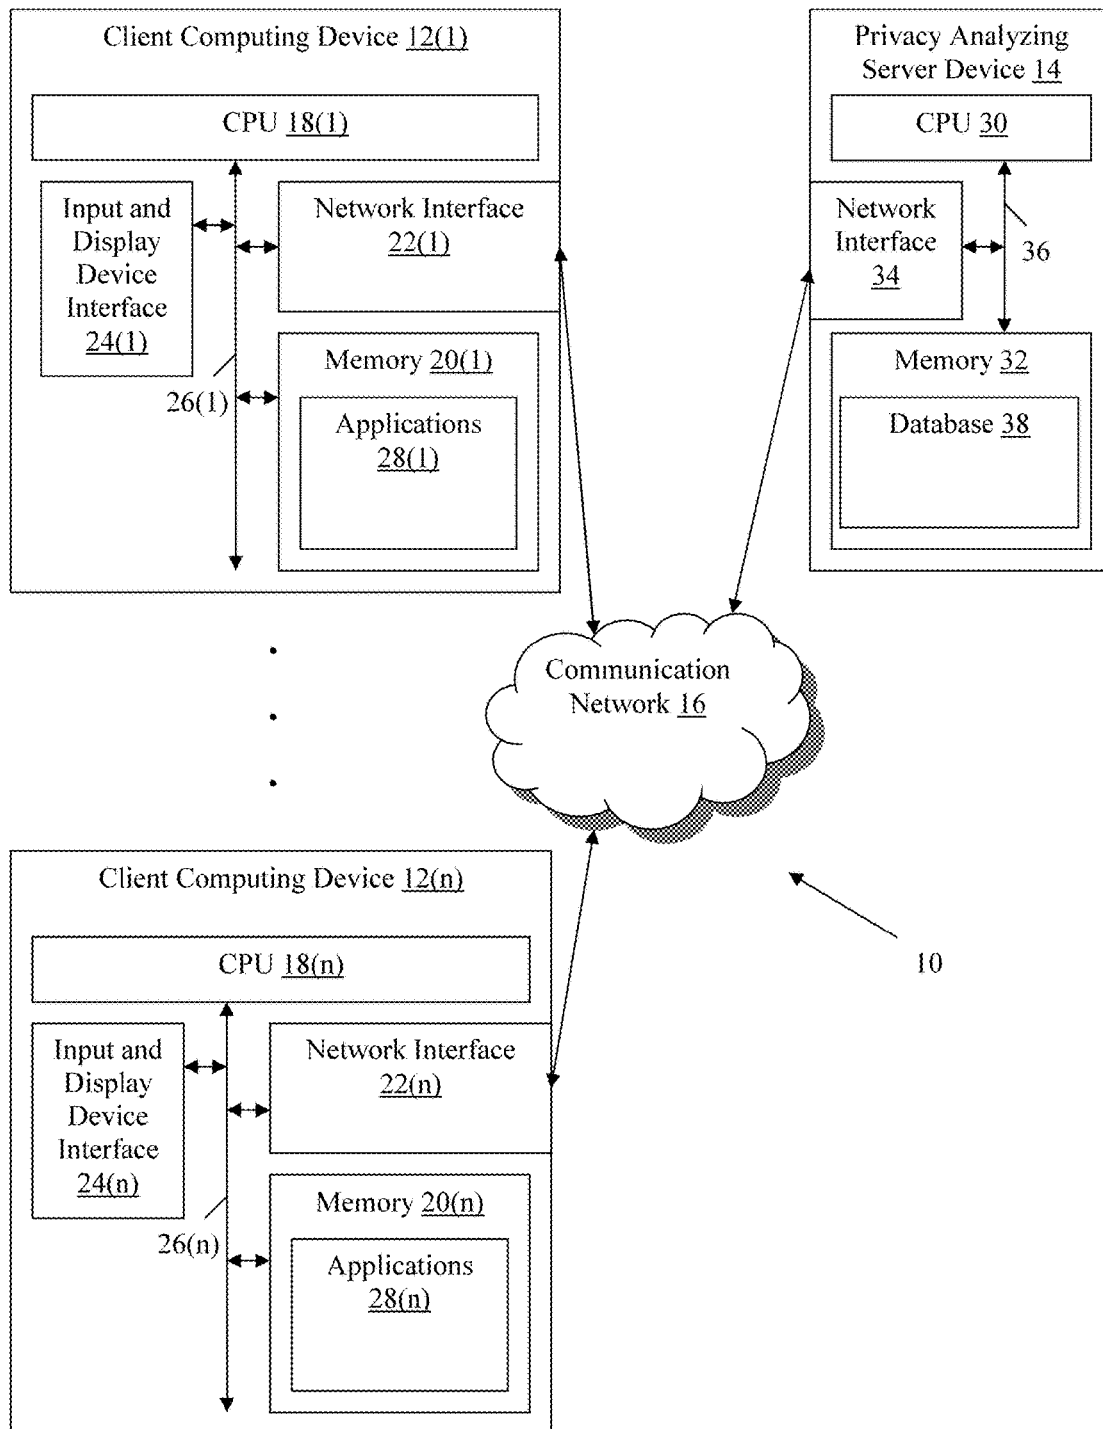 Client Computing Device 12(1)
CPU 18(1)
Input and
Display
Device
Interface
24(1)
Network Interface
22(1)
26(1)
Memory 20(1)
Applications
28(1)
Privacy Analyzing
Server Device 14
CPU 30
Network
Interface
34
36
Memory 32
Database 38
Communication
Network 16
Client Computing Device 12(n)
CPU 18(n)
Input and
Display
Device
Interface
24(n)
Network Interface
22(n)
26(n)
Memory 20(n)
Applications
28(n)
10